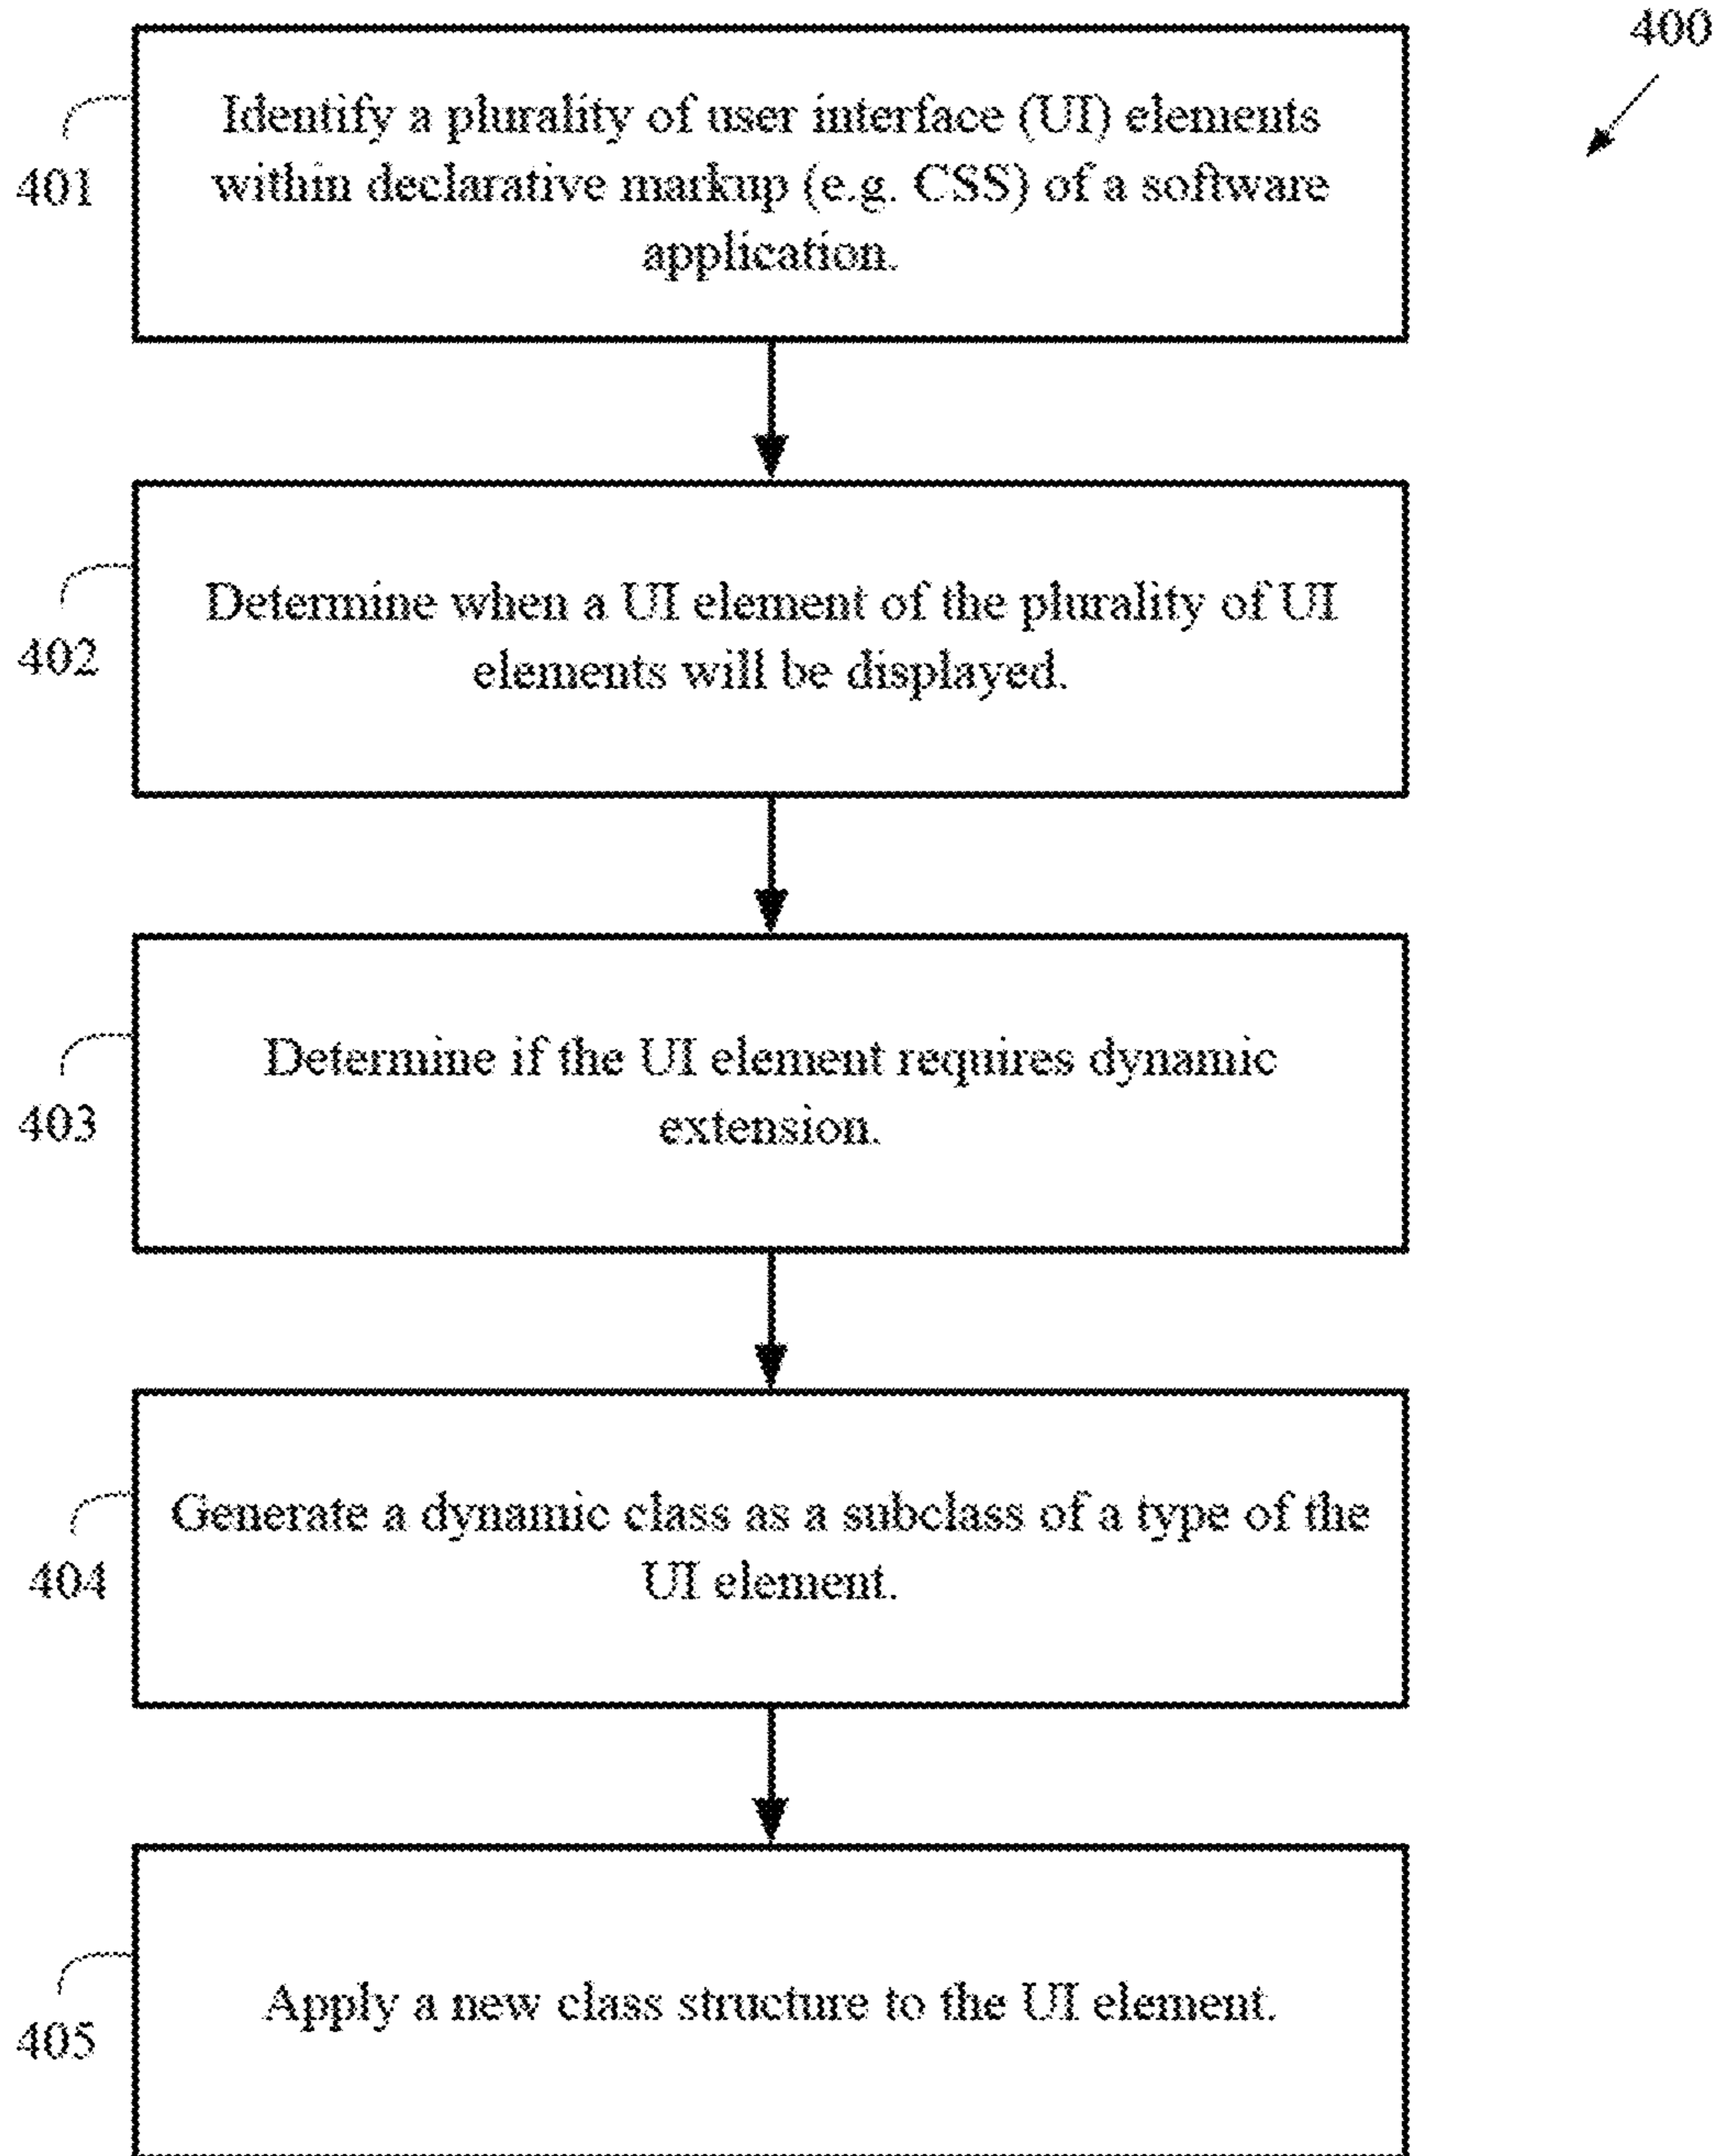 400
Identify a plurality of user interface (UI) elements
within declarative markup (e.g. CSS) of a software
application.
401
Determine when a UI element of the plurality of UI
elements will be displayed.
402
Determine if the UI element requires dynamic
extension.
403
Generate a dynamic class as a subclass of a type of the
UI element.
404
Apply a new class structure to the UI element.
405